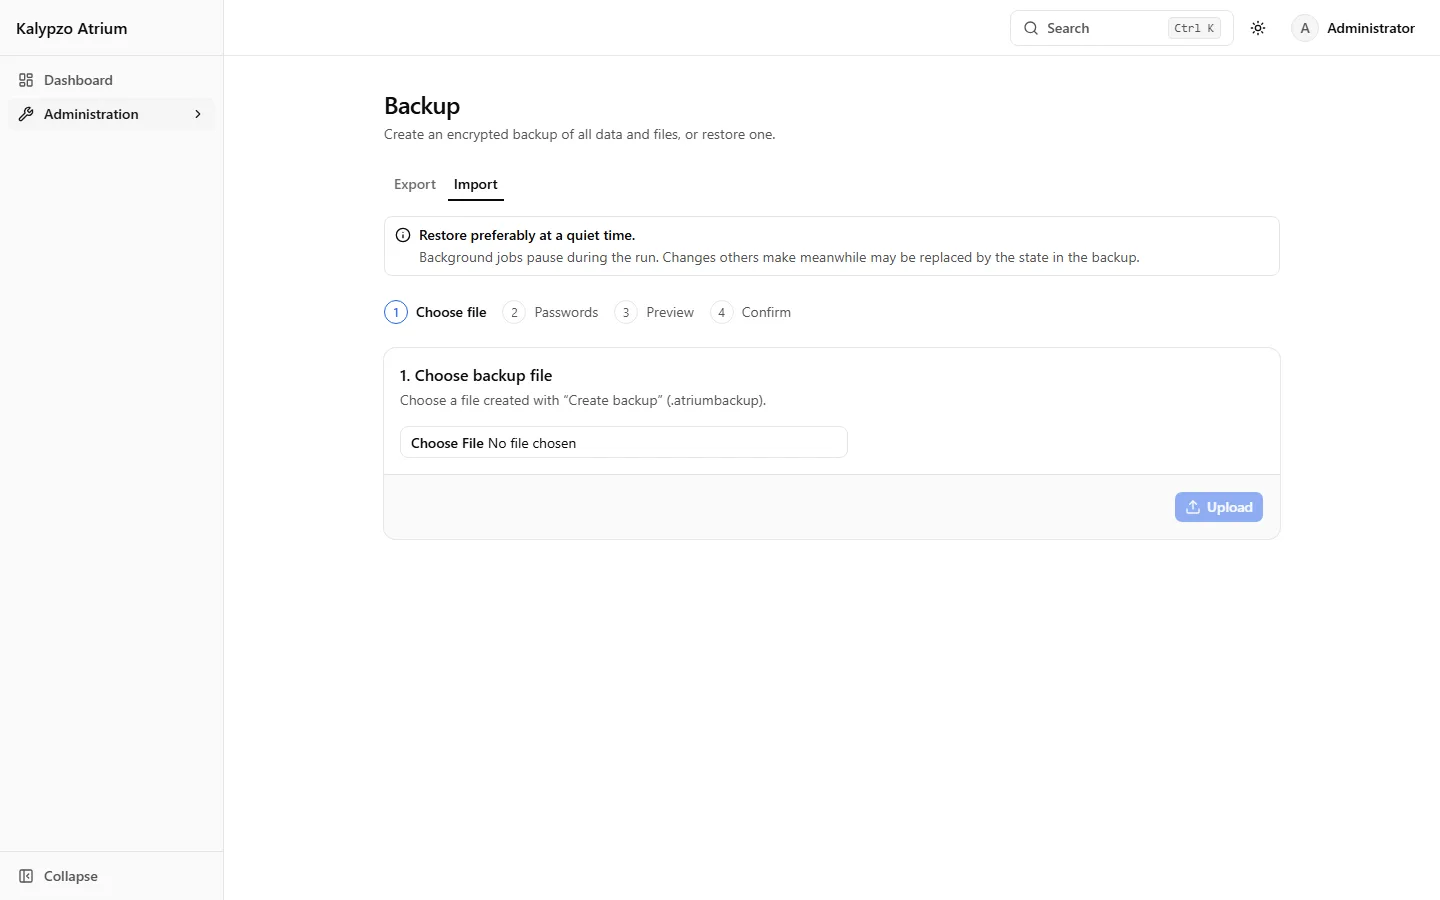 Kalypzo Atrium
Search
Ctrl K
A
Administrator
Dashboard
Administration
Backup
Create an encrypted backup of all data and files, or restore one.
Export
Import
Restore preferably at a quiet time.
Background jobs pause during the run. Changes others make meanwhile may be replaced by the state in the backup.
1 Choose file
2 Passwords
3 Preview
4 Confirm
1. Choose backup file
Choose a file created with “Create backup” (.atriumbackup).
Choose File No file chosen
Upload
Collapse